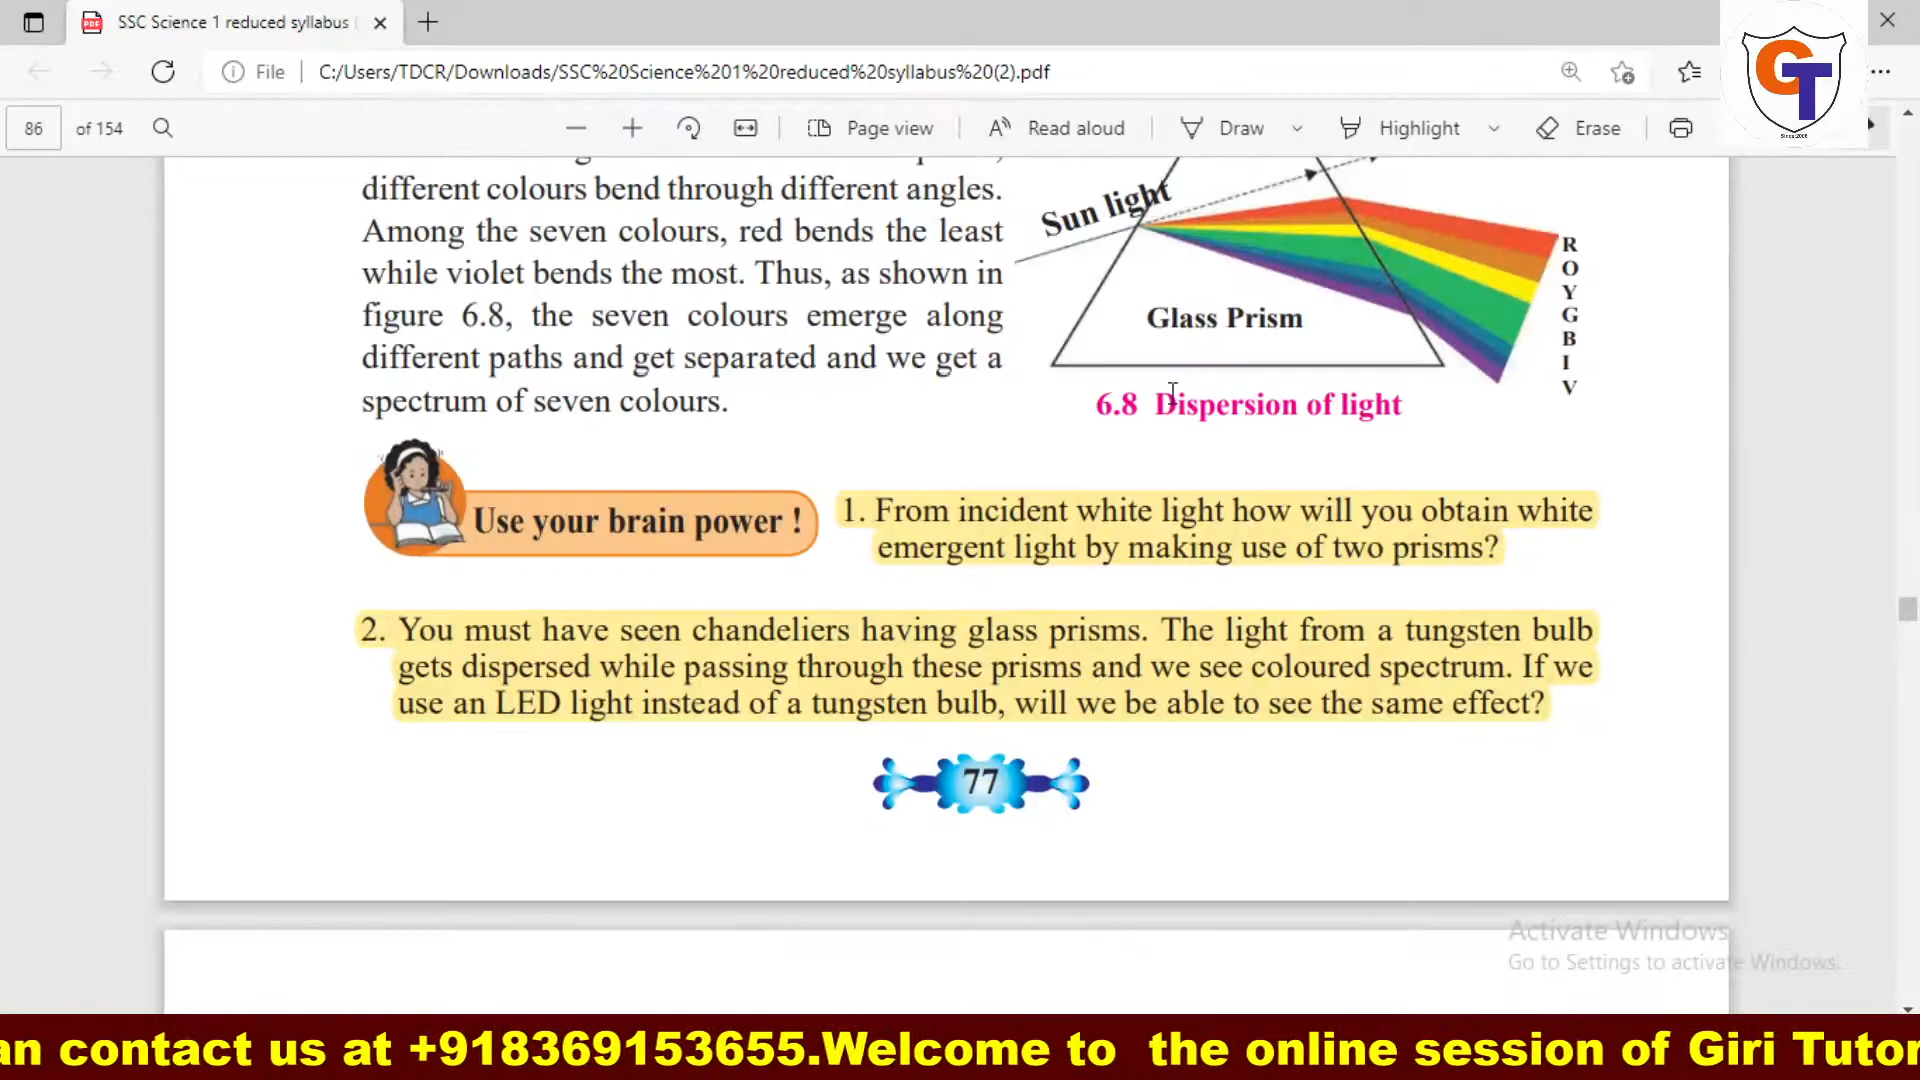 SSC Science 1 reduced syllabus
File
C:/Users/TDCR/Downloads/SSC%20Science%201%20reduced%20syllabus%20(2).pdf
GT
Since:2006
86 of 154
Page view
Read aloud
Draw
Highlight
Erase
different colours bend through different angles.
Among the seven colours, red bends the least
while violet bends the most. Thus, as shown in
figure 6.8, the seven colours emerge along
different paths and get separated and we get a
spectrum of seven colours.
Sun light
Glass Prism
R
O
Y
G
B
I
V
6.8 Dispersion of light
Use your brain power !
1. From incident white light how will you obtain white
emergent light by making use of two prisms?
2. You must have seen chandeliers having glass prisms. The light from a tungsten bulb
gets dispersed while passing through these prisms and we see coloured spectrum. If we
use an LED light instead of a tungsten bulb, will we be able to see the same effect?
77
Activate Windows
Go to Settings to activate Windows.
an contact us at +918369153655.Welcome to the online session of Giri Tutor